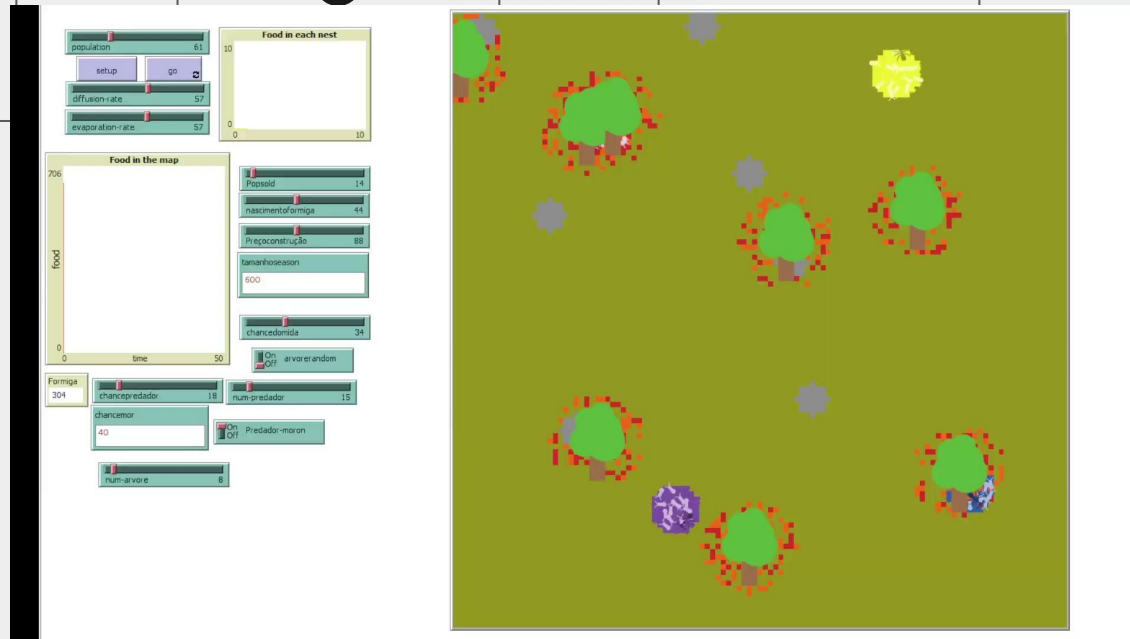 population 61
setup
go
diffusion-rate 57
evaporation-rate 57
Food in each nest
10
0
0
10
Food in the map
706
food
0
0
time
50
Popsold 14
nascimentoformiga 44
Preçoconstrução 88
tamanhoseason
600
chancedomida 34
On
Off
arvorerandom
Formiga
304
chancepredador 18
num-predador 15
chancemor
40
On
Off
Predador-moron
num-arvore 8